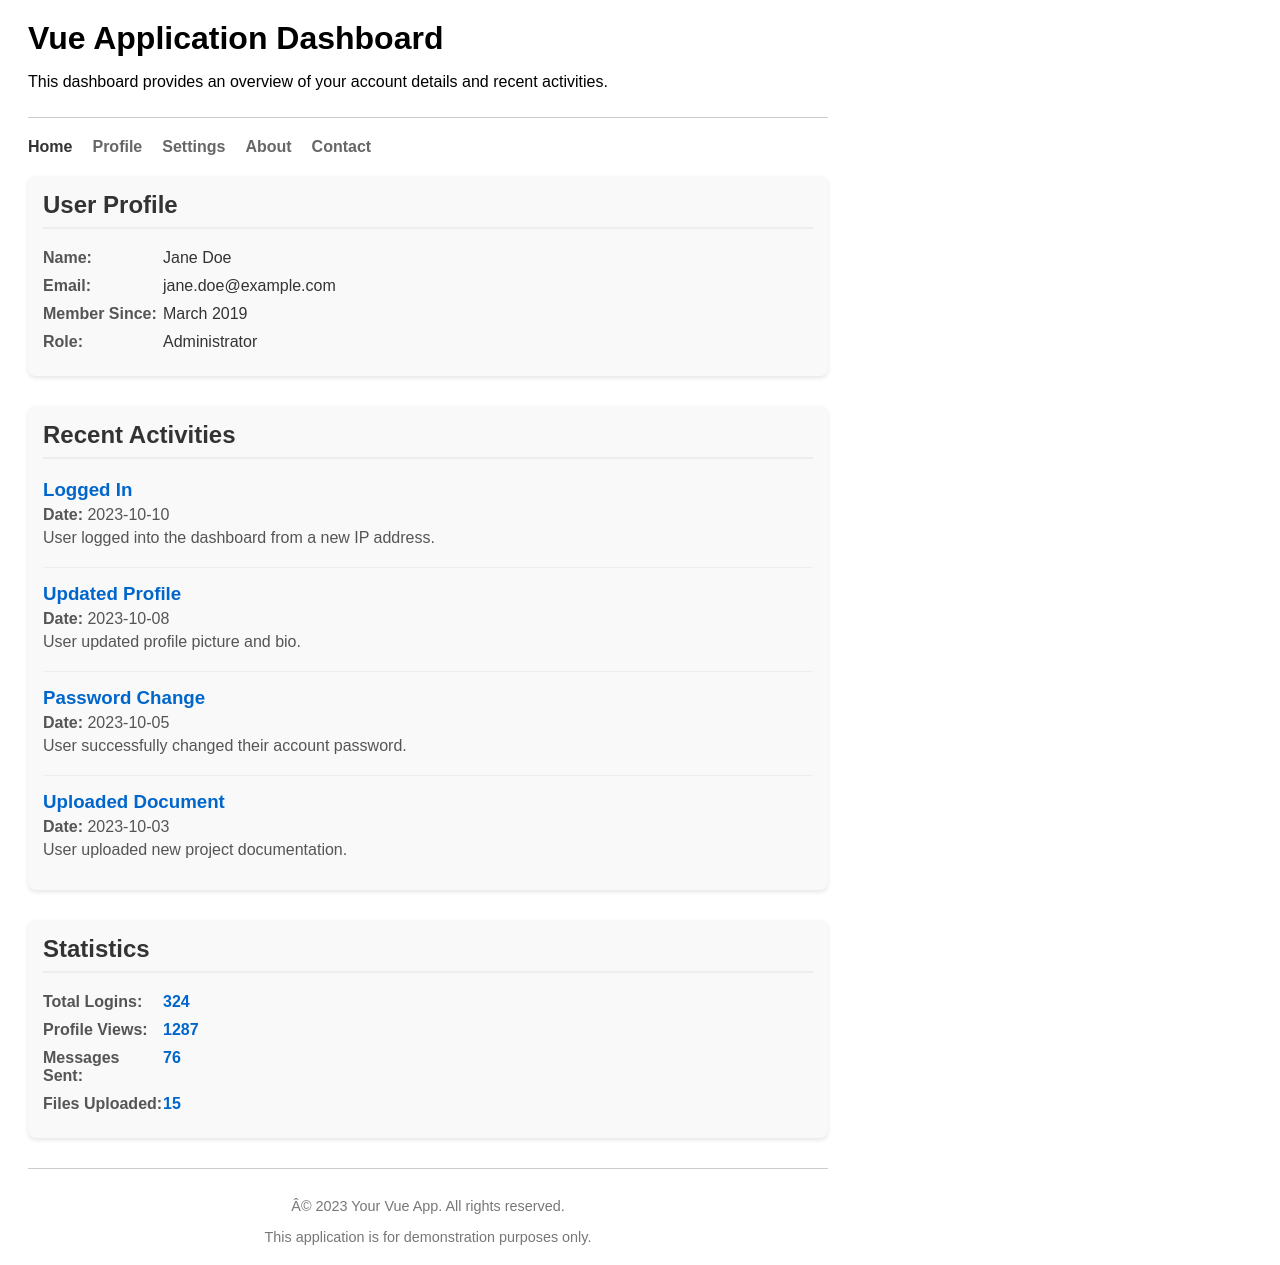 Vue Application Dashboard
This dashboard provides an overview of your account details and recent activities.
Home Profile Settings About Contact
User Profile
Name: Jane Doe
Email: jane.doe@example.com
Member Since: March 2019
Role: Administrator
Recent Activities
Logged In
Date: 2023-10-10
User logged into the dashboard from a new IP address.
Updated Profile
Date: 2023-10-08
User updated profile picture and bio.
Password Change
Date: 2023-10-05
User successfully changed their account password.
Uploaded Document
Date: 2023-10-03
User uploaded new project documentation.
Statistics
Total Logins: 324
Profile Views: 1287
Messages 76
Sent:
Files Uploaded: 15
Â© 2023 Your Vue App. All rights reserved.
This application is for demonstration purposes only.